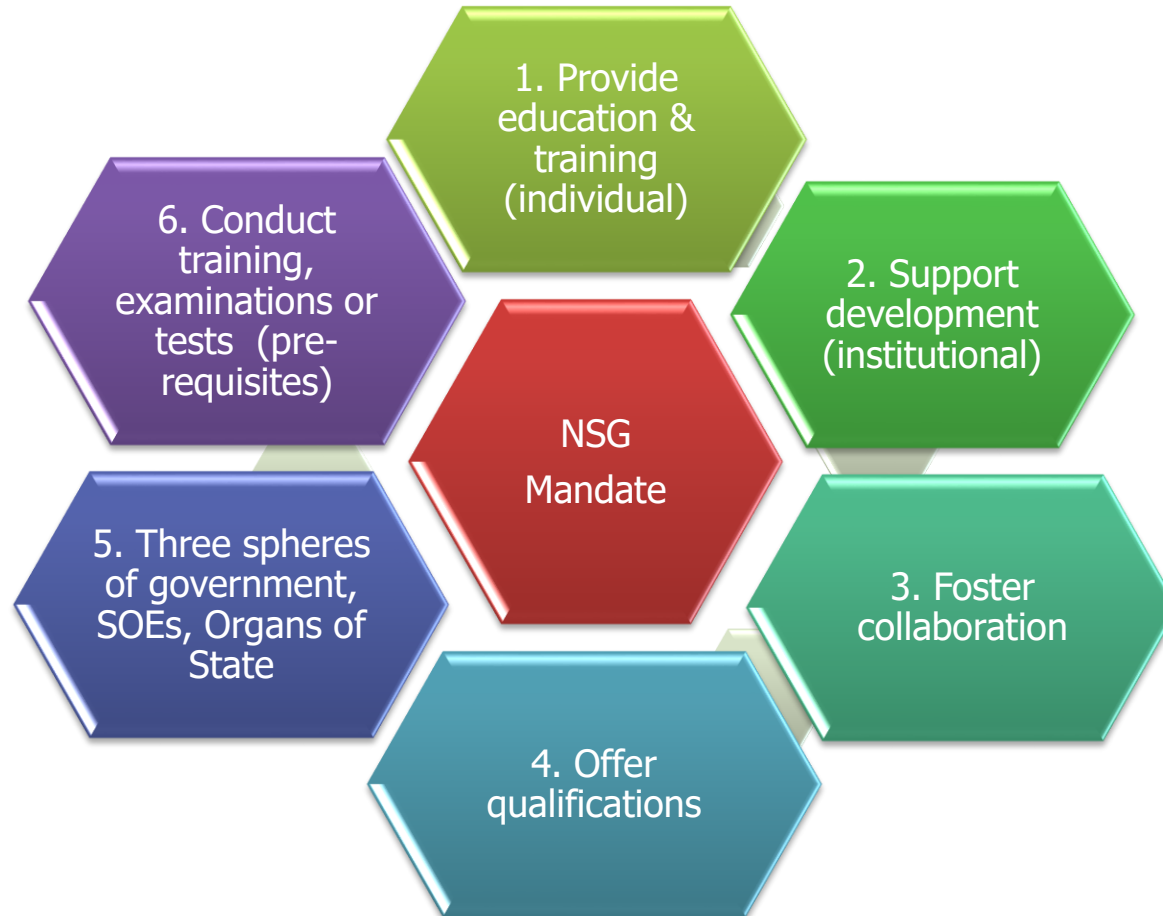 1. Provide
education &
training
(individual)
2. Support
development
(institutional)
3. Foster
collaboration
4. Offer
qualifications
5. Three spheres
of government,
SOEs, Organs of
State
6. Conduct
training,
examinations or
tests (pre-
requisites)
NSG
Mandate